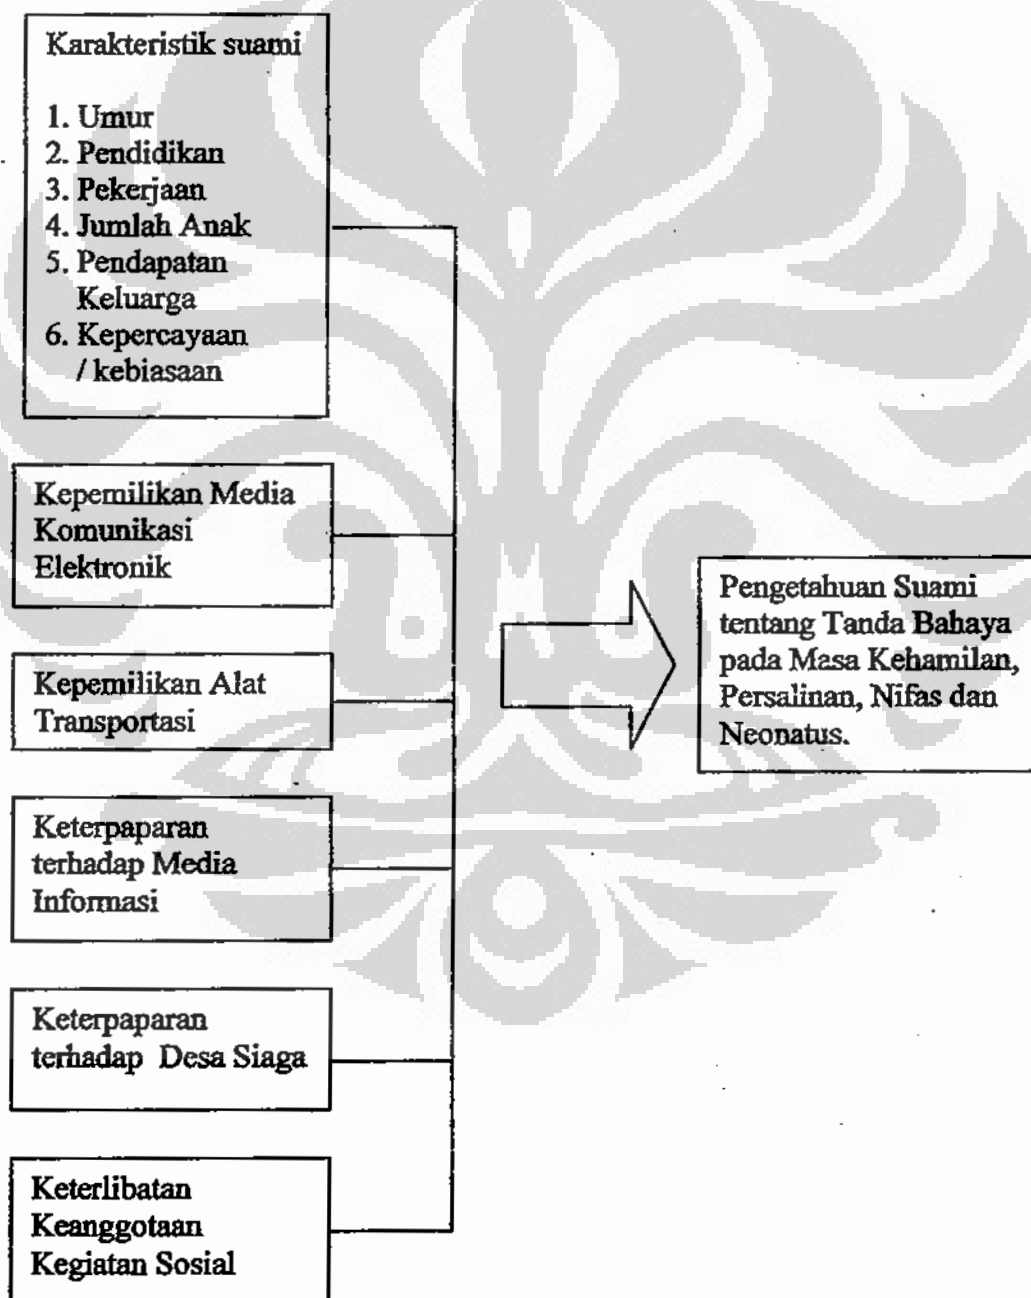 Karakteristik suami
1. Umur
2. Pendidikan
3. Pekerjaan
4. Jumlah Anak
5. Pendapatan
Keluarga
6. Kepercayaan
/ kebiasaan
Kepemilikan Media
Komunikasi
Elektronik
Kepemilikan Alat
Transportasi
Keterpaparan
terhadap Media
Informasi
Keterpaparan
terhadap Desa Siaga
Keterlibatan
Keanggotaan
Kegiatan Sosial
Pengetahuan Suami
tentang Tanda Bahaya
pada Masa Kehamilan,
Persalinan, Nifas dan
Neonatus.